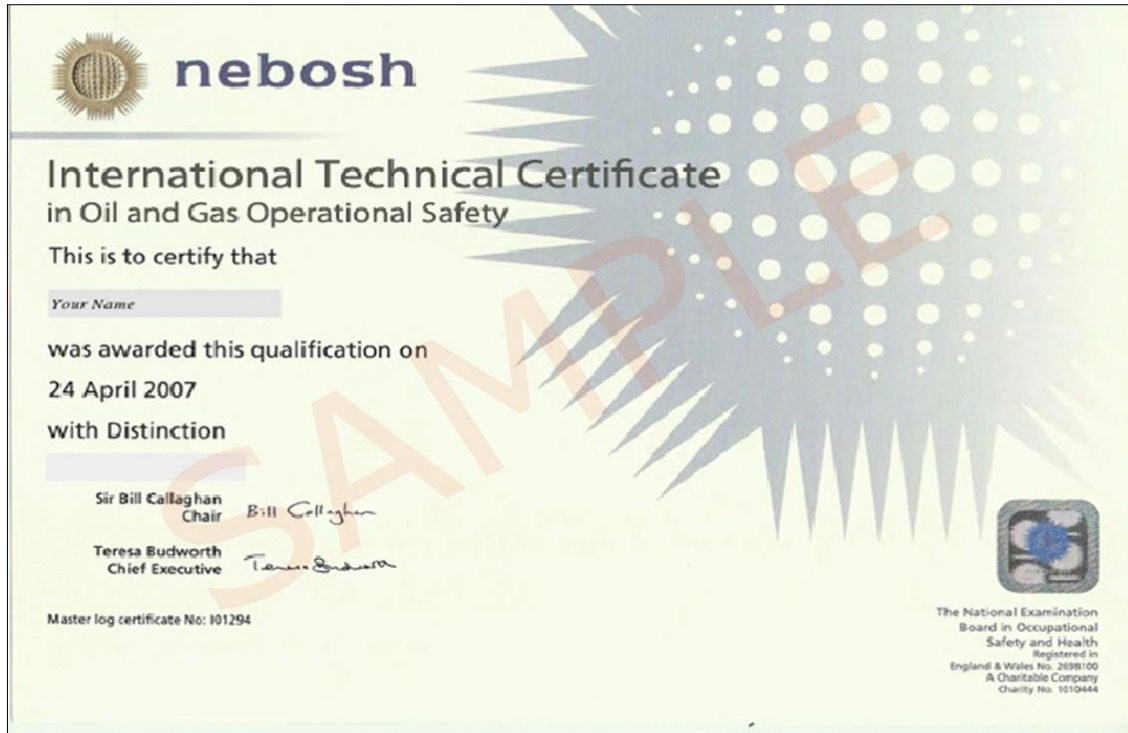 nebosh
International Technical Certificate
in Oil and Gas Operational Safety
This is to certify that
Your Name
was awarded this qualification on
24 April 2007
with Distinction
Sir Bill Callaghan
Chair
Bill Callaghan
Teresa Budworth
Chief Executive
Teresa Budworth
Master log certificate No: I01294
SAMPLE
The National Examination
Board in Occupational
Safety and Health
Registered in
England & Wales No. 2698100
A Charitable Company
Charity No. 1010444